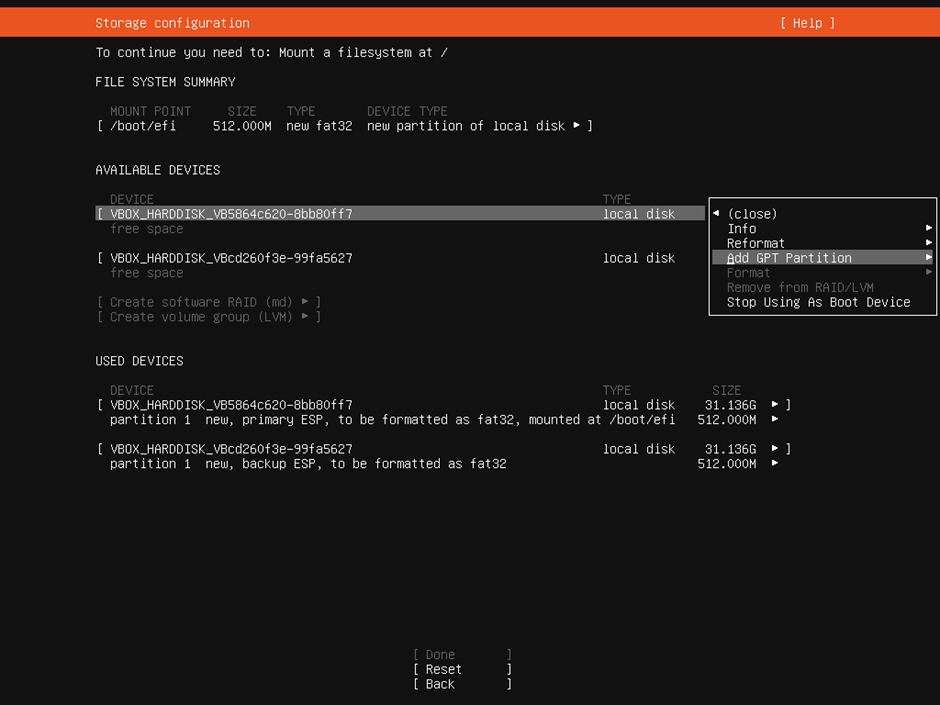 Storage configuration [ Help ]
To continue you need to: Mount a filesystem at /
FILE SYSTEM SUMMARY
MOUNT POINT SIZE TYPE DEVICE TYPE
[ /boot/efi 512.000M new fat32 new partition of local disk ▸ ]
AVAILABLE DEVICES
DEVICE TYPE
[ VBOX_HARDDISK_VB5864c620-8bb80ff7 local disk
free space
[ VBOX_HARDDISK_VBcd260f3e-99fa5627 local disk
free space
[ Create software RAID (md) ▸ ]
[ Create volume group (LVM) ▸ ]
◂ (close)
Info ▸
Reformat ▸
Add GPT Partition ▸
Format ▸
Remove from RAID/LVM
Stop Using As Boot Device
USED DEVICES
DEVICE TYPE SIZE
[ VBOX_HARDDISK_VB5864c620-8bb80ff7 local disk 31.136G ▸ ]
partition 1 new, primary ESP, to be formatted as fat32, mounted at /boot/efi 512.000M ▸
[ VBOX_HARDDISK_VBcd260f3e-99fa5627 local disk 31.136G ▸ ]
partition 1 new, backup ESP, to be formatted as fat32 512.000M ▸
[ Done ]
[ Reset ]
[ Back ]